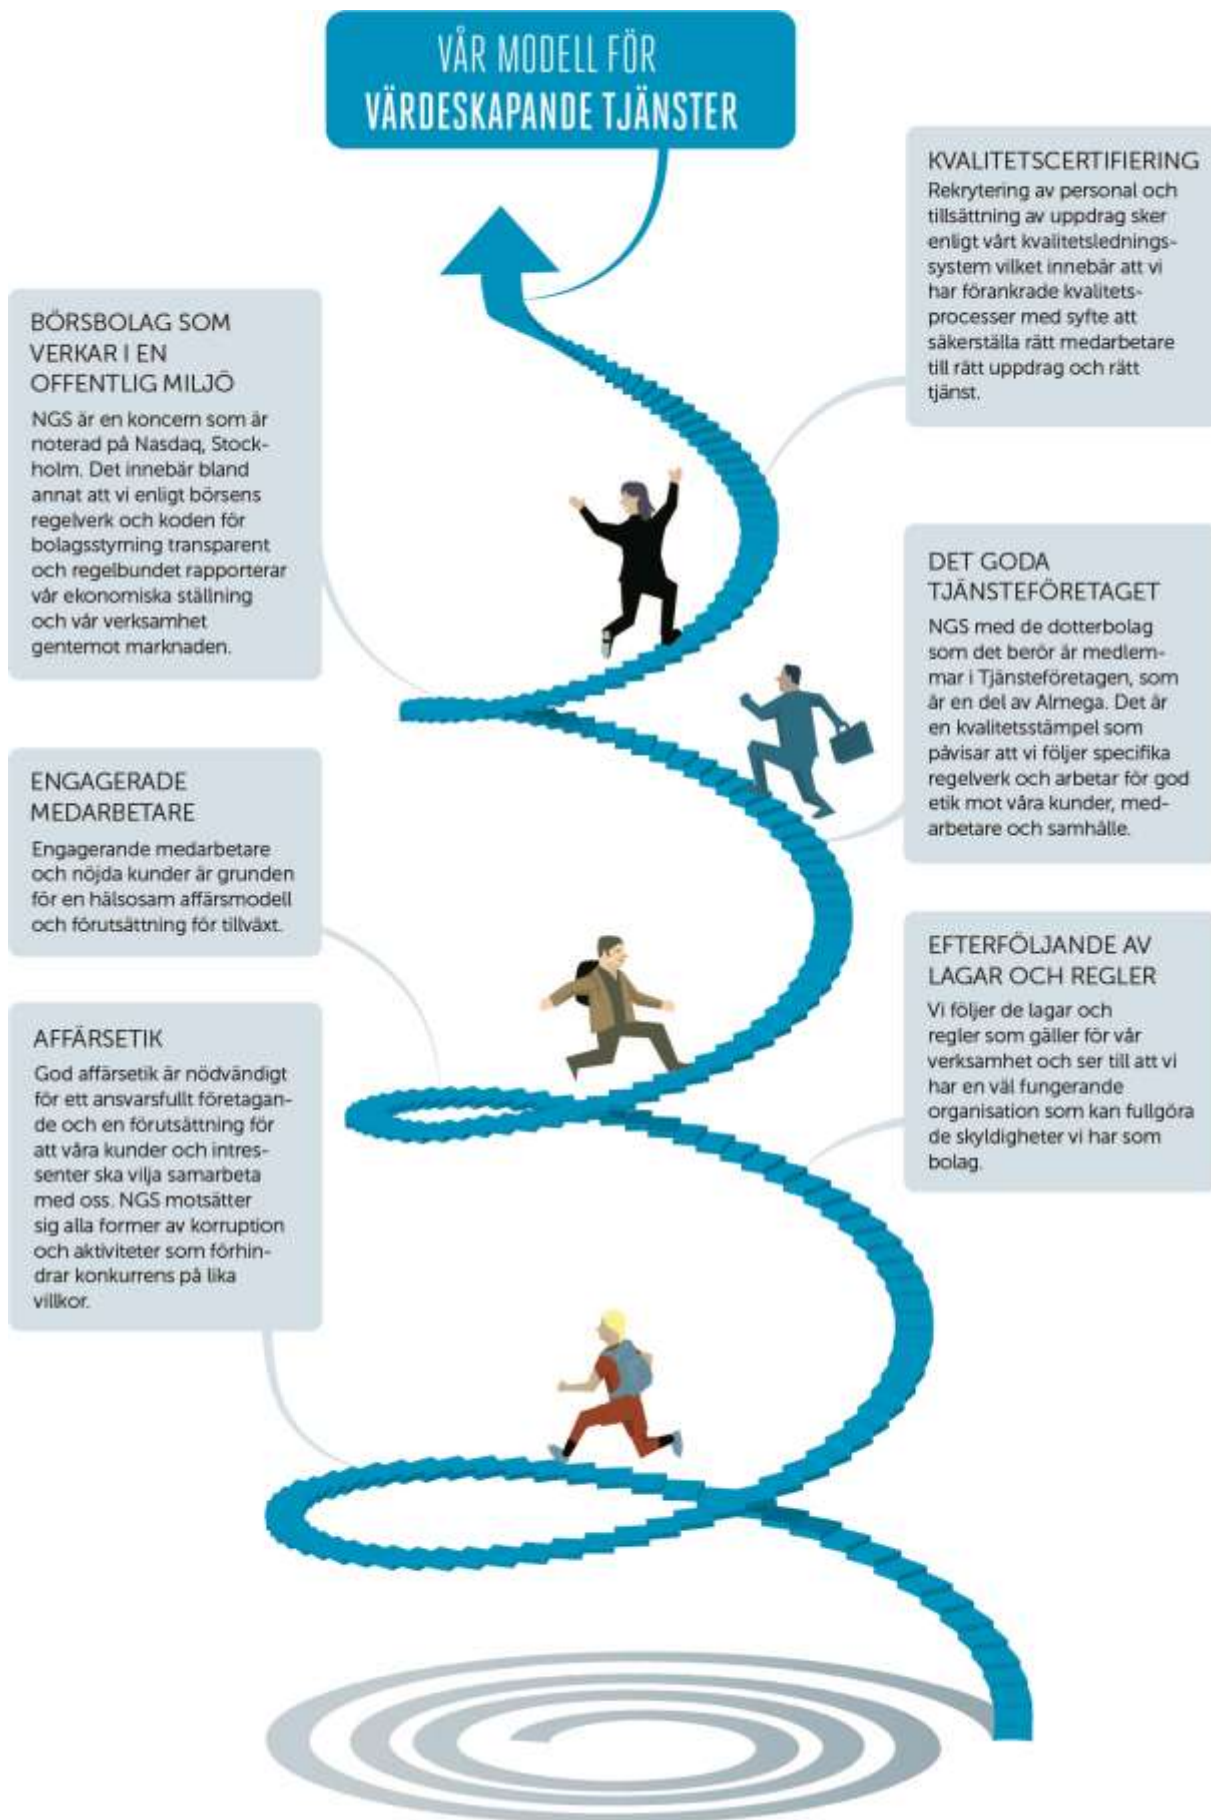 VÅR MODELL FÖR
VÄRDESKAPANDE TJÄNSTER
KVALITETSCERTIFIERING
Rekrytering av personal och
tillsättning av uppdrag sker
enligt vårt kvalitetslednings-
system vilket innebär att vi
har förankrade kvalitets-
processer med syfte att
säkerställa rätt medarbetare
till rätt uppdrag och rätt
tjänst.
BÖRSBOLAG SOM
VERKAR I EN
OFFENTLIG MILJÖ
NGS är en koncern som är
noterad på Nasdaq, Stock-
holm. Det innebär bland
annat att vi enligt börsens
regelverk och koden för
bolagsstyrning transparent
och regelbundet rapporterar
vår ekonomiska ställning
och vår verksamhet
gentemot marknaden.
DET GODA
TJÄNSTEFÖRETAGET
NGS med de dotterbolag
som det berör är medlem-
mar i Tjänsteföretagen, som
är en del av Almega. Det är
en kvalitetsstämpel som
påvisar att vi följer specifika
regelverk och arbetar för god
etik mot våra kunder, med-
arbetare och samhälle.
ENGAGERADE
MEDARBETARE
Engagerande medarbetare
och nöjda kunder är grunden
för en hälsosam affärsmodell
och förutsättning för tillväxt.
EFTERFÖLJANDE AV
LAGAR OCH REGLER
Vi följer de lagar och
regler som gäller för vår
verksamhet och ser till att vi
har en väl fungerande
organisation som kan fullgöra
de skyldigheter vi har som
bolag.
AFFÄRSETIK
God affärsetik är nödvändigt
för ett ansvarsfullt företagan-
de och en förutsättning för
att våra kunder och intres-
senter ska vilja samarbeta
med oss. NGS motsätter
sig alla former av korruption
och aktiviteter som förhin-
drar konkurrens på lika
villkor.